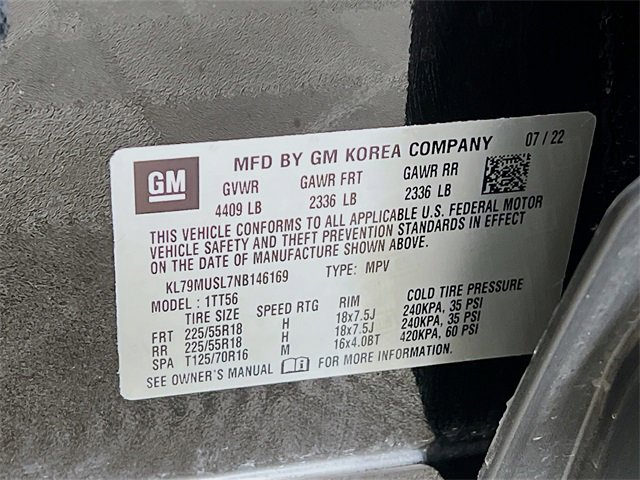 GM
MFD BY GM KOREA COMPANY 07 / 22
GVWR GAWR FRT GAWR RR
4409 LB 2336 LB 2336 LB
THIS VEHICLE CONFORMS TO ALL APPLICABLE U.S. FEDERAL MOTOR
VEHICLE SAFETY AND THEFT PREVENTION STANDARDS IN EFFECT
ON THE DATE OF MANUFACTURE SHOWN ABOVE.
KL79MUSL7NB146169 TYPE: MPV
MODEL : 1TT56
TIRE SIZE SPEED RTG RIM COLD TIRE PRESSURE
FRT 225/55R18 H 18x7.5J 240KPA, 35 PSI
RR 225/55R18 H 18x7.5J 240KPA, 35 PSI
SPA T125/70R16 M 16x4.0BT 420KPA, 60 PSI
SEE OWNER'S MANUAL FOR MORE INFORMATION.